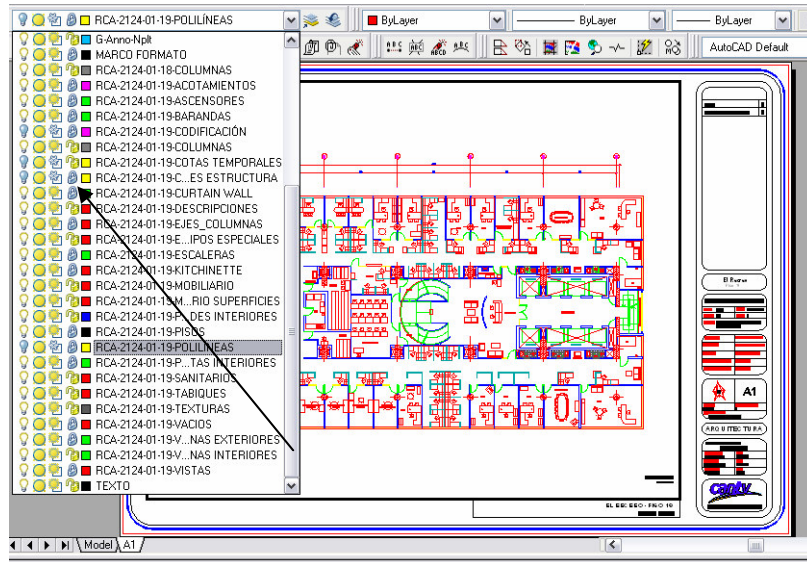 RCA-2124-01-19-POLILÍNEAS
ByLayer
ByLayer
ByLayer
AutoCAD Default
G-Anno-Nplt
MARCO FORMATO
RCA-2124-01-18-COLUMNAS
RCA-2124-01-19-ACOTAMIENTOS
RCA-2124-01-19-ASCENSORES
RCA-2124-01-19-BARANDAS
RCA-2124-01-19-CODIFICACIÓN
RCA-2124-01-19-COLUMNAS
RCA-2124-01-19-COTAS TEMPORALES
RCA-2124-01-19-C...ES ESTRUCTURA
RCA-2124-01-19-CURTAIN WALL
RCA-2124-01-19-DESCRIPCIONES
RCA-2124-01-19-EJES_COLUMNAS
RCA-2124-01-19-E...IPOS ESPECIALES
RCA-2124-01-19-ESCALERAS
RCA-2124-01-19-KITCHINETTE
RCA-2124-01-19-MOBILIARIO
RCA-2124-01-19-M...RIO SUPERFICIES
RCA-2124-01-19-P...DES INTERIORES
RCA-2124-01-19-PISOS
RCA-2124-01-19-POLILÍNEAS
RCA-2124-01-19-P...TAS INTERIORES
RCA-2124-01-19-SANITARIOS
RCA-2124-01-19-TABIQUES
RCA-2124-01-19-TEXTURAS
RCA-2124-01-19-VACIOS
RCA-2124-01-19-V...NAS EXTERIORES
RCA-2124-01-19-V...NAS INTERIORES
RCA-2124-01-19-VISTAS
TEXTO
A1
ARQUITECTURA
cantv
Model
A1